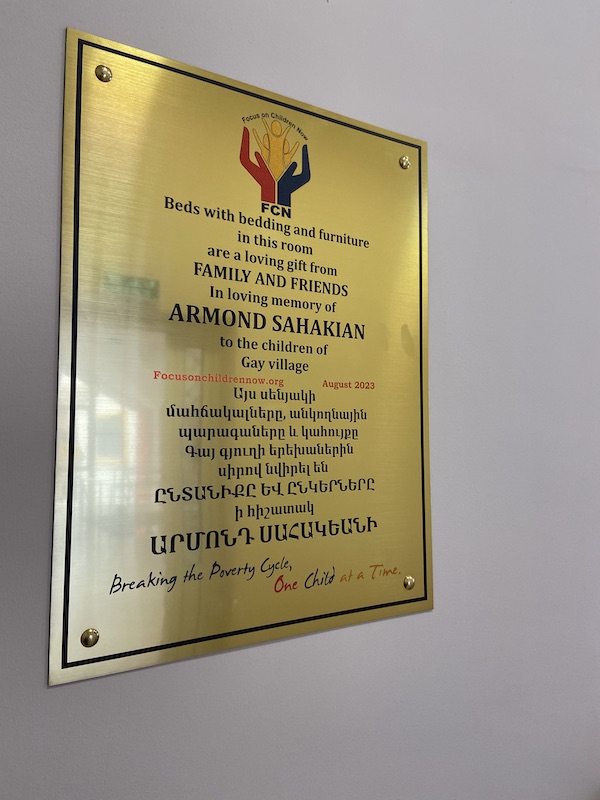 Focus on Children Now
FCN
Beds with bedding and furniture
in this room
are a loving gift from
FAMILY AND FRIENDS
In loving memory of
ARMOND SAHAKIAN
to the children of
Gay village
Focusonchildrennow.org August 2023
Այս սենյակի
մահճակալները, անկողնային
պարագաները և կահույքը
Գայ գյուղի երեխաներին
սիրով նվիրել են
ԸՆՏԱՆԻՔԸ ԵՎ ԸՆԿԵՐՆԵՐԸ
ի հիշատակ
ԱՐՄՈՆԴ ՍԱՀԱԿԵԱՆԻ
Breaking the Poverty Cycle,
One Child at a Time.